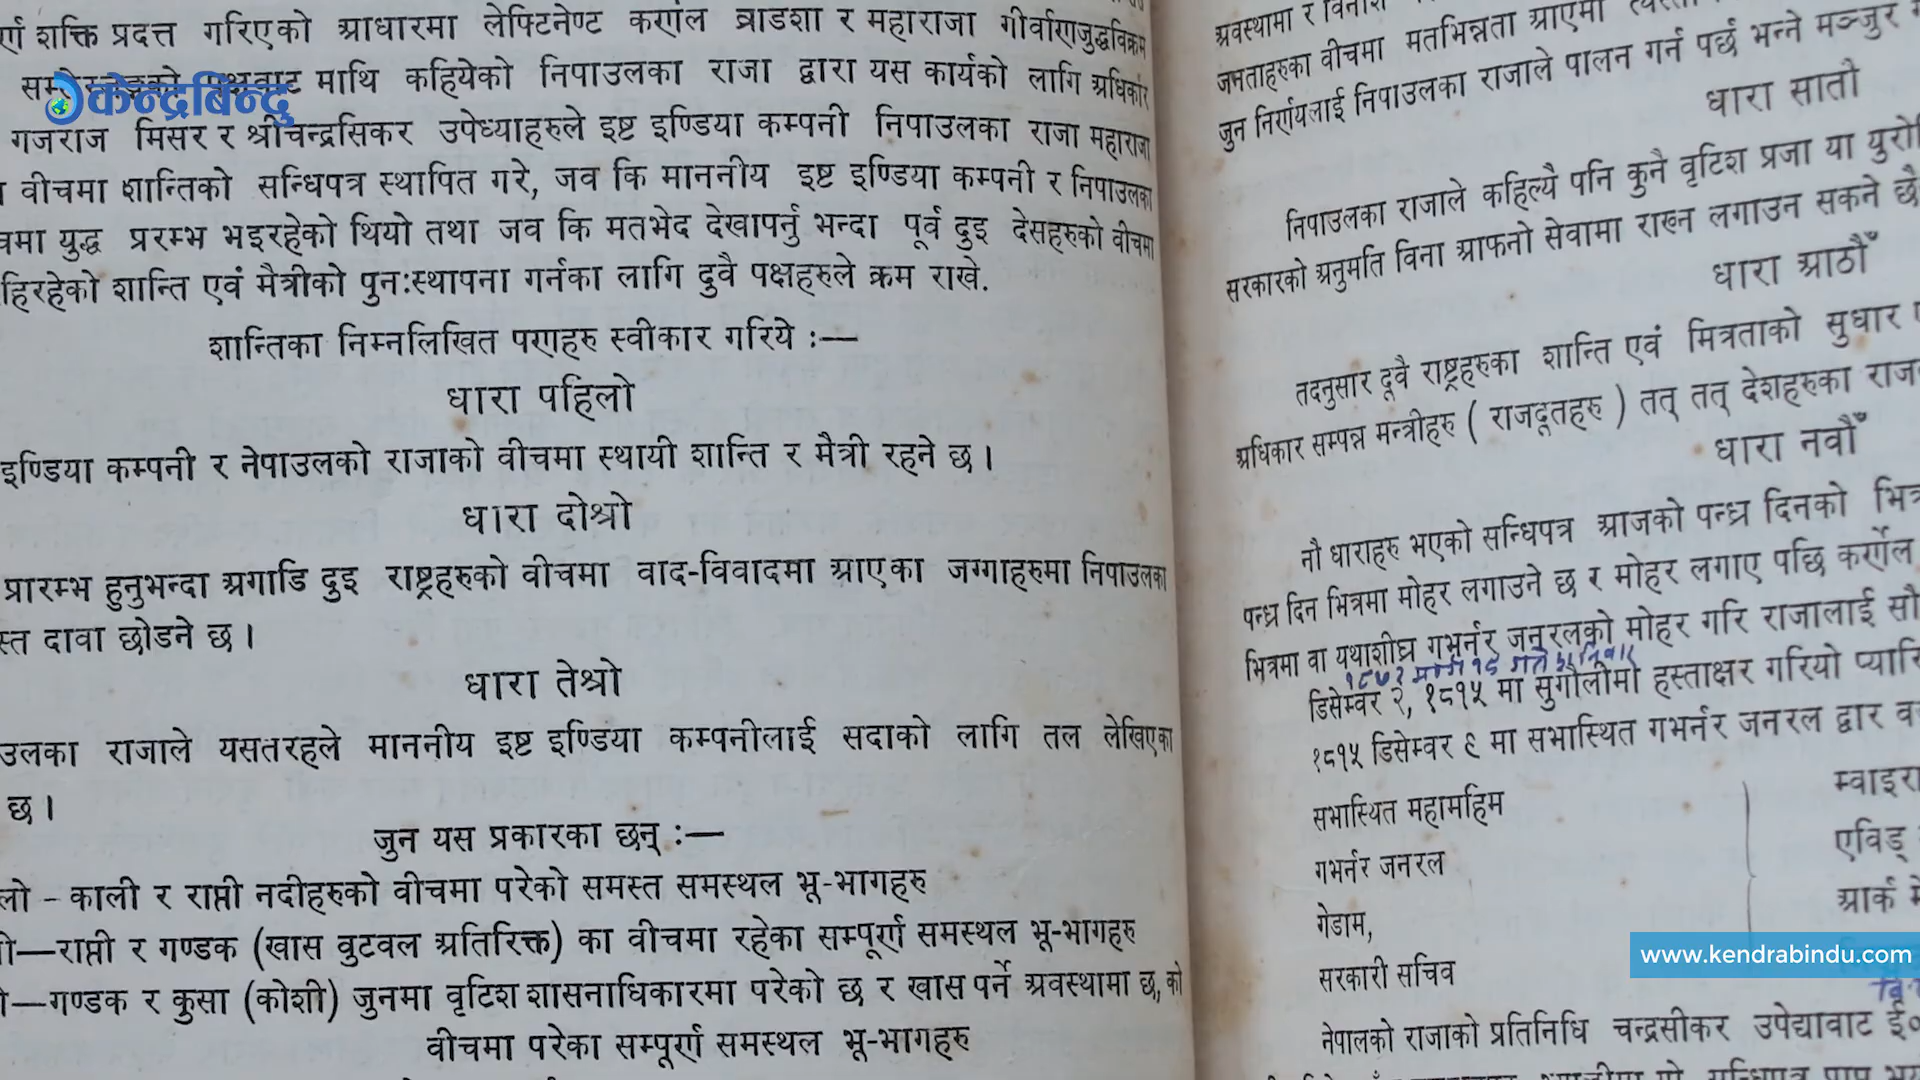 शक्ति प्रदत्त गरिएको आधारमा लेफ्टिनेण्ट कर्णाल ब्राडशा र महाराजा गीर्वाणजुद्धविक्रम
माथि कहियेको निपाउलका राजा द्वारा यस कार्यको लागि अधिकार
केन्द्रबिन्दु
गजराज मिसर र श्रीचन्द्रसिकर उपेध्याहरुले इष्ट इण्डिया कम्पनी निपाउलका राजा महाराजा
वीचमा शान्तिको सन्धिपत्र स्थापित गरे, जव कि माननीय इष्ट इण्डिया कम्पनी र निपाउलका
युद्ध प्ररम्भ भइरहेको थियो तथा जव कि मतभेद देखापर्नु भन्दा पूर्व दुइ देसहरुको वीचमा
शान्ति एवं मैत्रीको पुनःस्थापना गर्नका लागि दुवै पक्षहरुले क्रम राखे.
शान्तिका निम्नलिखित पणहरु स्वीकार गरिये :—
धारा पहिलो
इण्डिया कम्पनी र नेपाउलको राजाको वीचमा स्थायी शान्ति र मैत्री रहने छ ।
धारा दोश्रो
प्रारम्भ हुनुभन्दा अगाडि दुइ राष्ट्रहरुको वीचमा वाद-विवादमा आएका जग्गाहरुमा निपाउलका
दावा छोडने छ ।
धारा तेश्रो
राजाले यसतरहले माननीय इष्ट इण्डिया कम्पनीलाई सदाको लागि तल लेखिएका
छ ।
जुन यस प्रकारका छन् :—
– काली र राप्ती नदीहरुको वीचमा परेको समस्त समस्थल भू-भागहरु
—राप्ती र गण्डक (खास वुटवल अतिरिक्त) का वीचमा रहेका सम्पूर्ण समस्थल भू-भागहरु
—गण्डक र कुसा (कोशी) जुनमा वृटिश शासनाधिकारमा परेको छ र खास पर्ने अवस्थामा छ, को
वीचमा परेका सम्पूर्ण समस्थल भू-भागहरु
अवस्थामा र
जमताहरुका वीचमा मतभिन्नता आएमा
जुन निर्णयलाई निपाउलका राजाले पालन गर्न पर्छ भन्ने मञ्जुर
धारा सातौ
निपाउलका राजाले कहिल्यै पनि कुनै वृटिश प्रजा या
सरकारको अनुमति विना आफनो सेवामा राख्न लगाउन सकने
धारा आठौँ
तदनुसार दूवै राष्ट्रहरुका शान्ति एवं मित्रताको सुधार
अधिकार सम्पन्न मन्त्रीहरु ( राजदूतहरु ) तत् तत् देशहरुका
धारा नवौँ
नौ धाराहरु भएको सन्धिपत्र आजको पन्ध्र दिनको
पन्ध्र दिन भित्रमा मोहर लगाउने छ र मोहर लगाए पछि कर्णेल
भित्रमा वा यथाशीघ्र गभर्नर जनरलको मोहर गरि राजालाई
डिसेम्वर २, १८१५ मा सुगौलीमा हस्ताक्षर गरियो
१८१५ डिसेम्वर ९ मा सभास्थित गभर्नर जनरल द्वार
सभास्थित महामहिम
गभर्नर जनरल
एविड्
गेडाम,
आर्क
सरकारी सचिव
www.kendrabindu.com
नेपालको राजाको प्रतिनिधि चन्द्रसीकर उपेद्यावाट